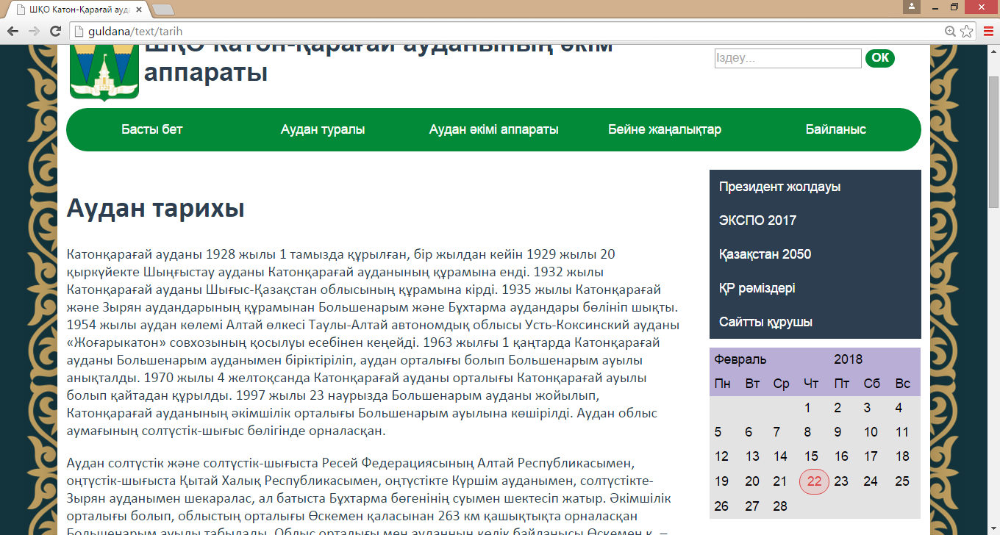 ШҚО Катон-Қарағай ауда
guldana/text/tarih
ШҚО Катон-қарағай ауданының әкім
аппараты
Іздеу...
OK
Басты бет
Аудан туралы
Аудан әкімі аппараты
Бейне жаңалықтар
Байланыс
Аудан тарихы
Катонқарағай ауданы 1928 жылы 1 тамызда құрылған, бір жылдан кейін 1929 жылы 20
қыркүйекте Шыңғыстау ауданы Катонқарағай ауданының құрамына енді. 1932 жылы
Катонқарағай ауданы Шығыс-Қазақстан облысының құрамына кірді. 1935 жылы Катонқарағай
және Зырян аудандарының құрамынан Большенарым және Бұхтарма аудандары бөлініп шықты.
1954 жылы аудан көлемі Алтай өлкесі Таулы-Алтай автономдық облысы Усть-Коксинский ауданы
«Жоғарыкатон» совхозының қосылуы есебінен кеңейді. 1963 жылғы 1 қаңтарда Катонқарағай
ауданы Большенарым ауданымен біріктіріліп, аудан орталығы болып Большенарым ауылы
анықталды. 1970 жылы 4 желтоқсанда Катонқарағай ауданы орталығы Катонқарағай ауылы
болып қайтадан құрылды. 1997 жылы 23 наурызда Большенарым ауданы жойылып,
Катонқарағай ауданының әкімшілік орталығы Большенарым ауылына көшірілді. Аудан облыс
аумағының солтүстік-шығыс бөлігінде орналасқан.
Аудан солтүстік және солтүстік-шығыста Ресей Федерациясының Алтай Республикасымен,
оңтүстік-шығыста Қытай Халық Республикасымен, оңтүстікте Күршім ауданымен, солтүстікте-
Зырян ауданымен шекаралас, ал батыста Бұхтарма бөгенінің суымен шектесіп жатыр. Әкімшілік
орталығы болып, облыстың орталығы Өскемен қаласынан 263 км қашықтықта орналасқан
Большенарым ауылы табылады. Облыс орталығы мен ауданның көлік байланысы Өскемен қ. –
Президент жолдауы
ЭКСПО 2017
Қазақстан 2050
ҚР рәміздері
Сайтты құрушы
Февраль 2018
Пн Вт Ср Чт Пт Сб Вс
1 2 3 4
5 6 7 8 9 10 11
12 13 14 15 16 17 18
19 20 21 22 23 24 25
26 27 28